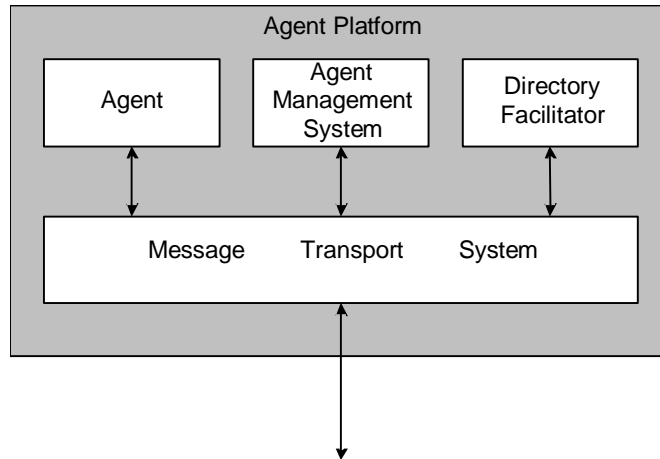 Agent Platform
Agent
Agent
Management
System
Directory
Facilitator
Message Transport System